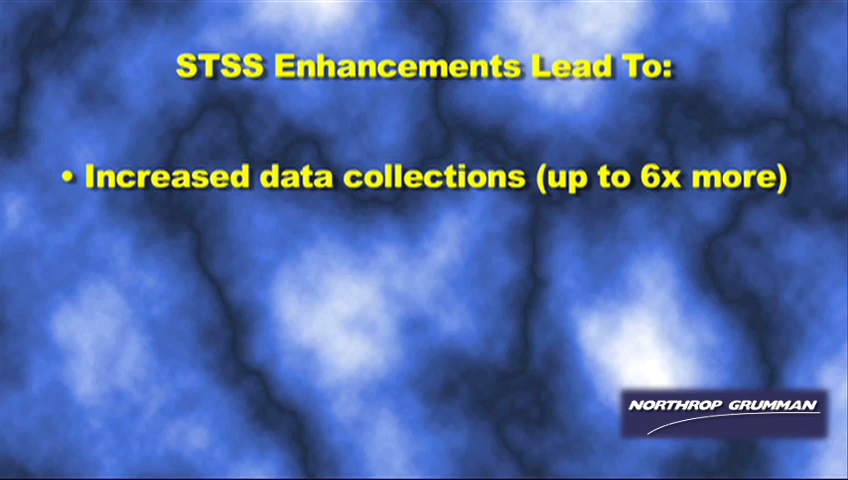 STSS Enhancements Lead To:
• Increased data collections (up to 6x more)
NORTHROP GRUMMAN